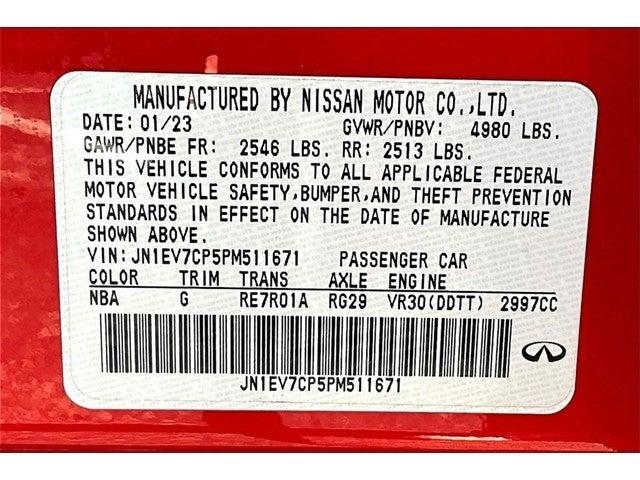 MANUFACTURED BY NISSAN MOTOR CO.,LTD.
DATE: 01/23 GVWR/PNBV: 4980 LBS.
GAWR/PNBE FR: 2546 LBS. RR: 2513 LBS.
THIS VEHICLE CONFORMS TO ALL APPLICABLE FEDERAL
MOTOR VEHICLE SAFETY,BUMPER,AND THEFT PREVENTION
STANDARDS IN EFFECT ON THE DATE OF MANUFACTURE
SHOWN ABOVE.
VIN:JN1EV7CP5PM511671 PASSENGER CAR
COLOR TRIM TRANS AXLE ENGINE
NBA G RE7R01A RG29 VR30(DDTT) 2997CC
JN1EV7CP5PM511671